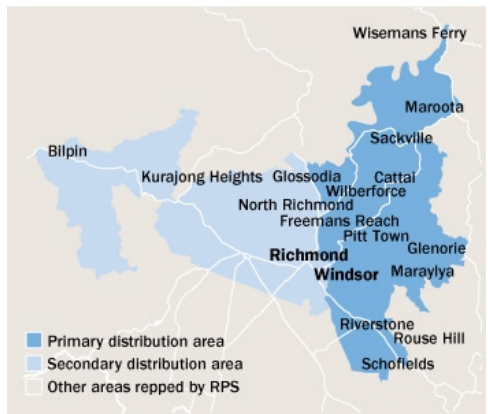 Wisemans Ferry
Maroota
Sackville
Bilpin
Kurajong Heights
Glossodia
Cattai
Wilberforce
North Richmond
Freemans Reach
Pitt Town
Glenorie
Richmond
Windsor
Maraylya
Riverstone
Rouse Hill
Schofields
Primary distribution area
Secondary distribution area
Other areas repped by RPS